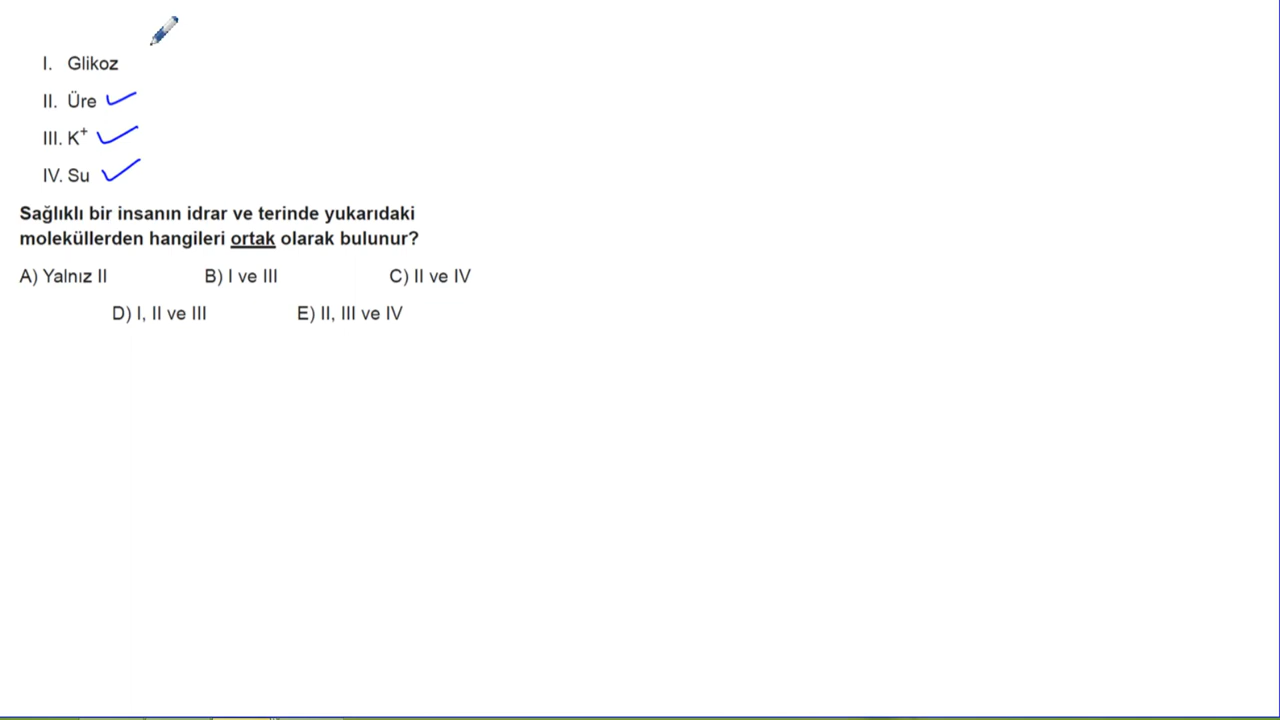 I. Glikoz
II. Üre
III. K⁺
IV. Su
Sağlıklı bir insanın idrar ve terinde yukarıdaki
moleküllerden hangileri ortak olarak bulunur?
A) Yalnız II B) I ve III C) II ve IV
D) I, II ve III E) II, III ve IV